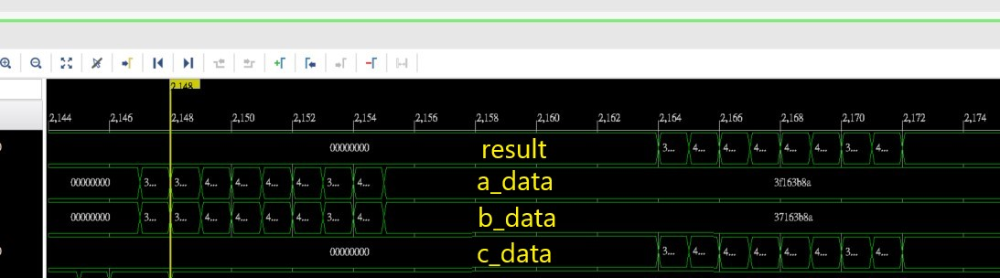 2,148
2,144 2,146 2,148 2,150 2,152 2,154 2,156 2,158 2,160 2,162 2,164 2,166 2,168 2,170 2,172 2,174
00000000 result 3... 4... 4... 4... 4... 4... 3... 4...
00000000 3... 3... 4... 4... 4... 4... 3... 4... a_data 3f163b8a
00000000 3... 3... 4... 4... 4... 4... 3... 4... b_data 37163b8a
00000000 c_data 3... 4... 4... 4... 4... 4... 3... 4...